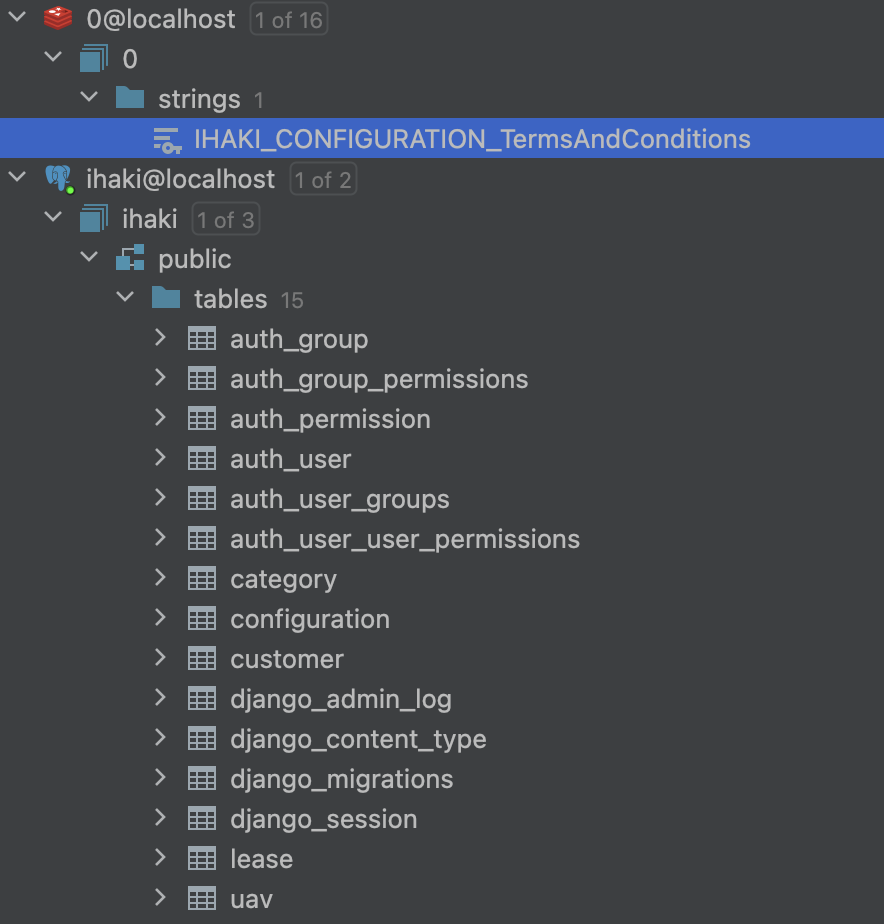 0@localhost 1 of 16
0
strings 1
IHAKI_CONFIGURATION_TermsAndConditions
ihaki@localhost 1 of 2
ihaki 1 of 3
public
tables 15
auth_group
auth_group_permissions
auth_permission
auth_user
auth_user_groups
auth_user_user_permissions
category
configuration
customer
django_admin_log
django_content_type
django_migrations
django_session
lease
uav